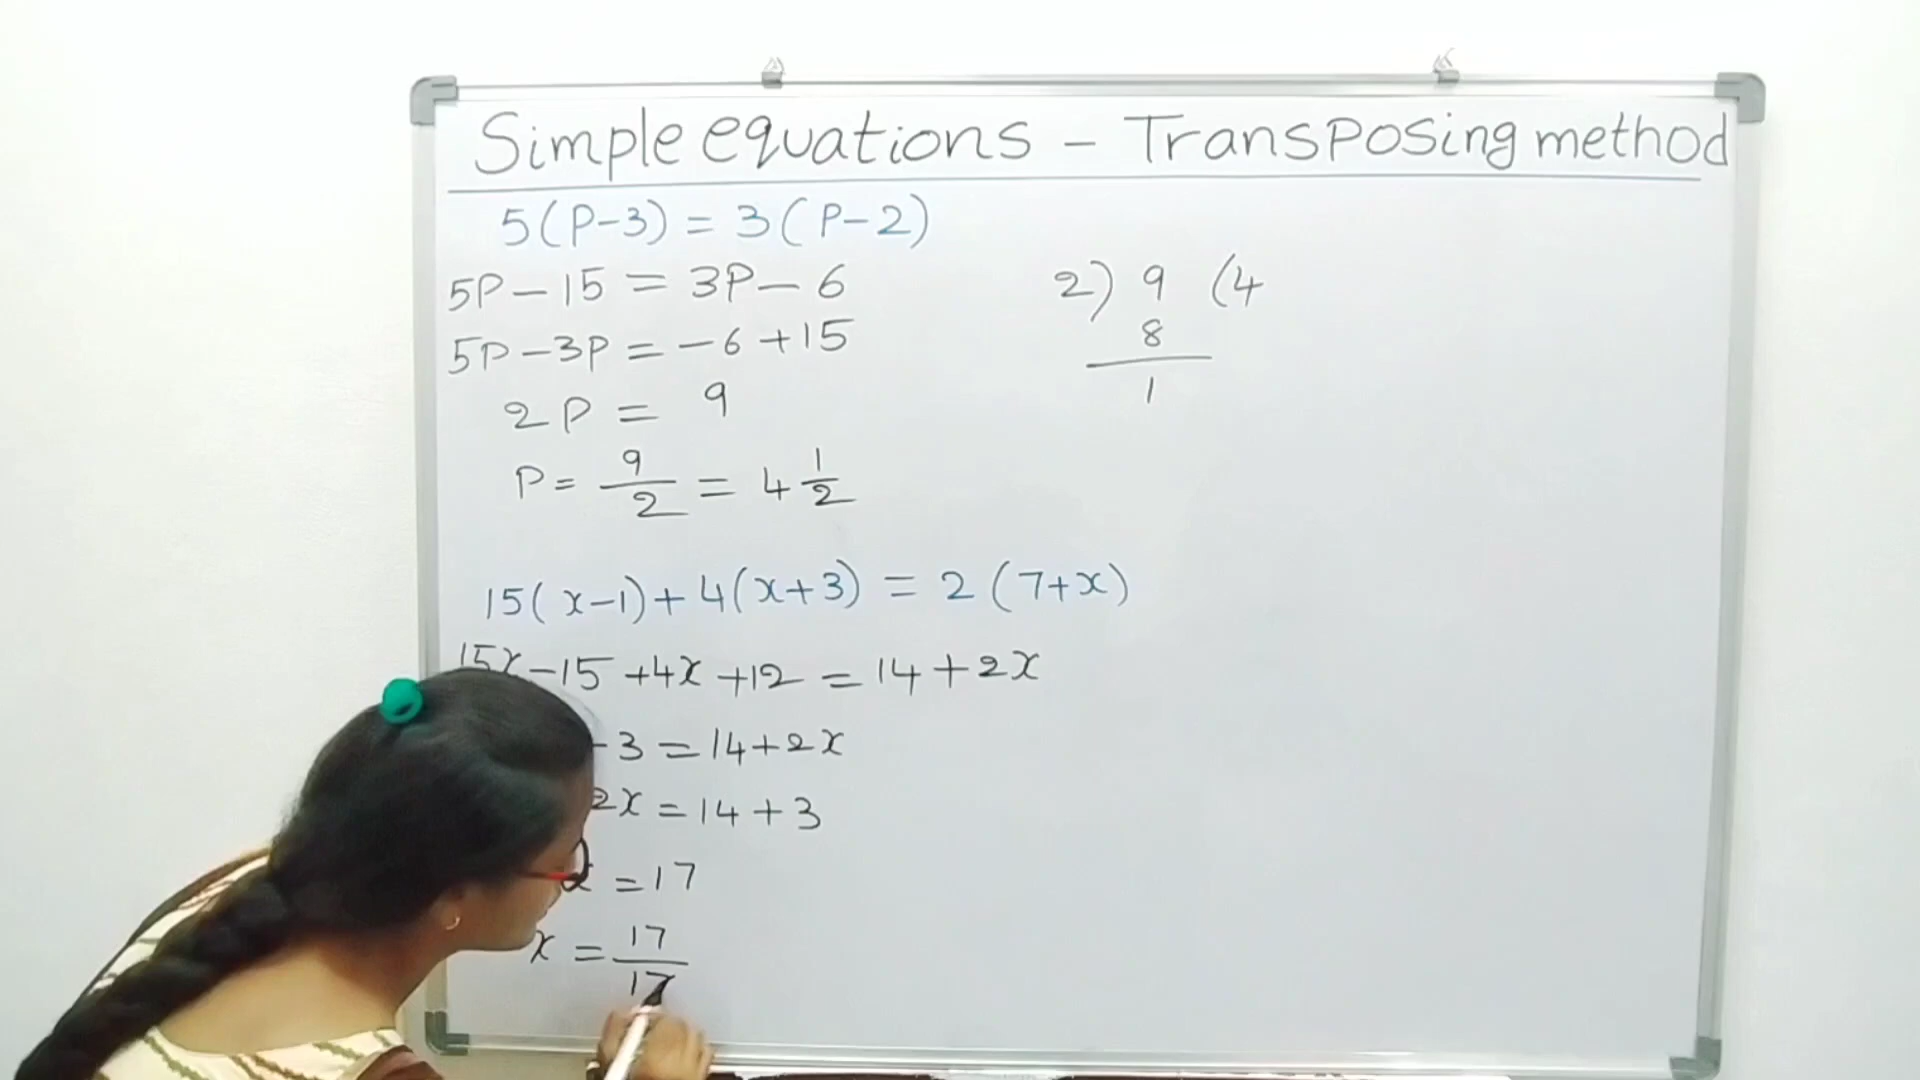 Simple equations - Transposing method
5(P-3) = 3(P-2)
5P-15 = 3P-6
5P-3P = -6+15
2P = 9
P = 9/2 = 4 1/2
2) 9 (4
8
1
15(x-1)+4(x+3) = 2(7+x)
15x-15+4x+12 = 14+2x
-3 = 14+2x
2x = 14+3
= 17
x = 17/17